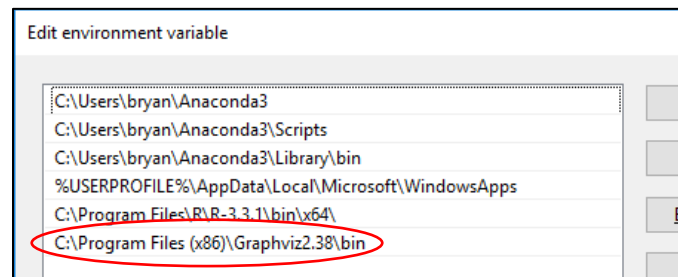 Edit environment variable
C:\Users\bryan\Anaconda3
C:\Users\bryan\Anaconda3\Scripts
C:\Users\bryan\Anaconda3\Library\bin
%USERPROFILE%\AppData\Local\Microsoft\WindowsApps
C:\Program Files\R\R-3.3.1\bin\x64\
C:\Program Files (x86)\Graphviz2.38\bin